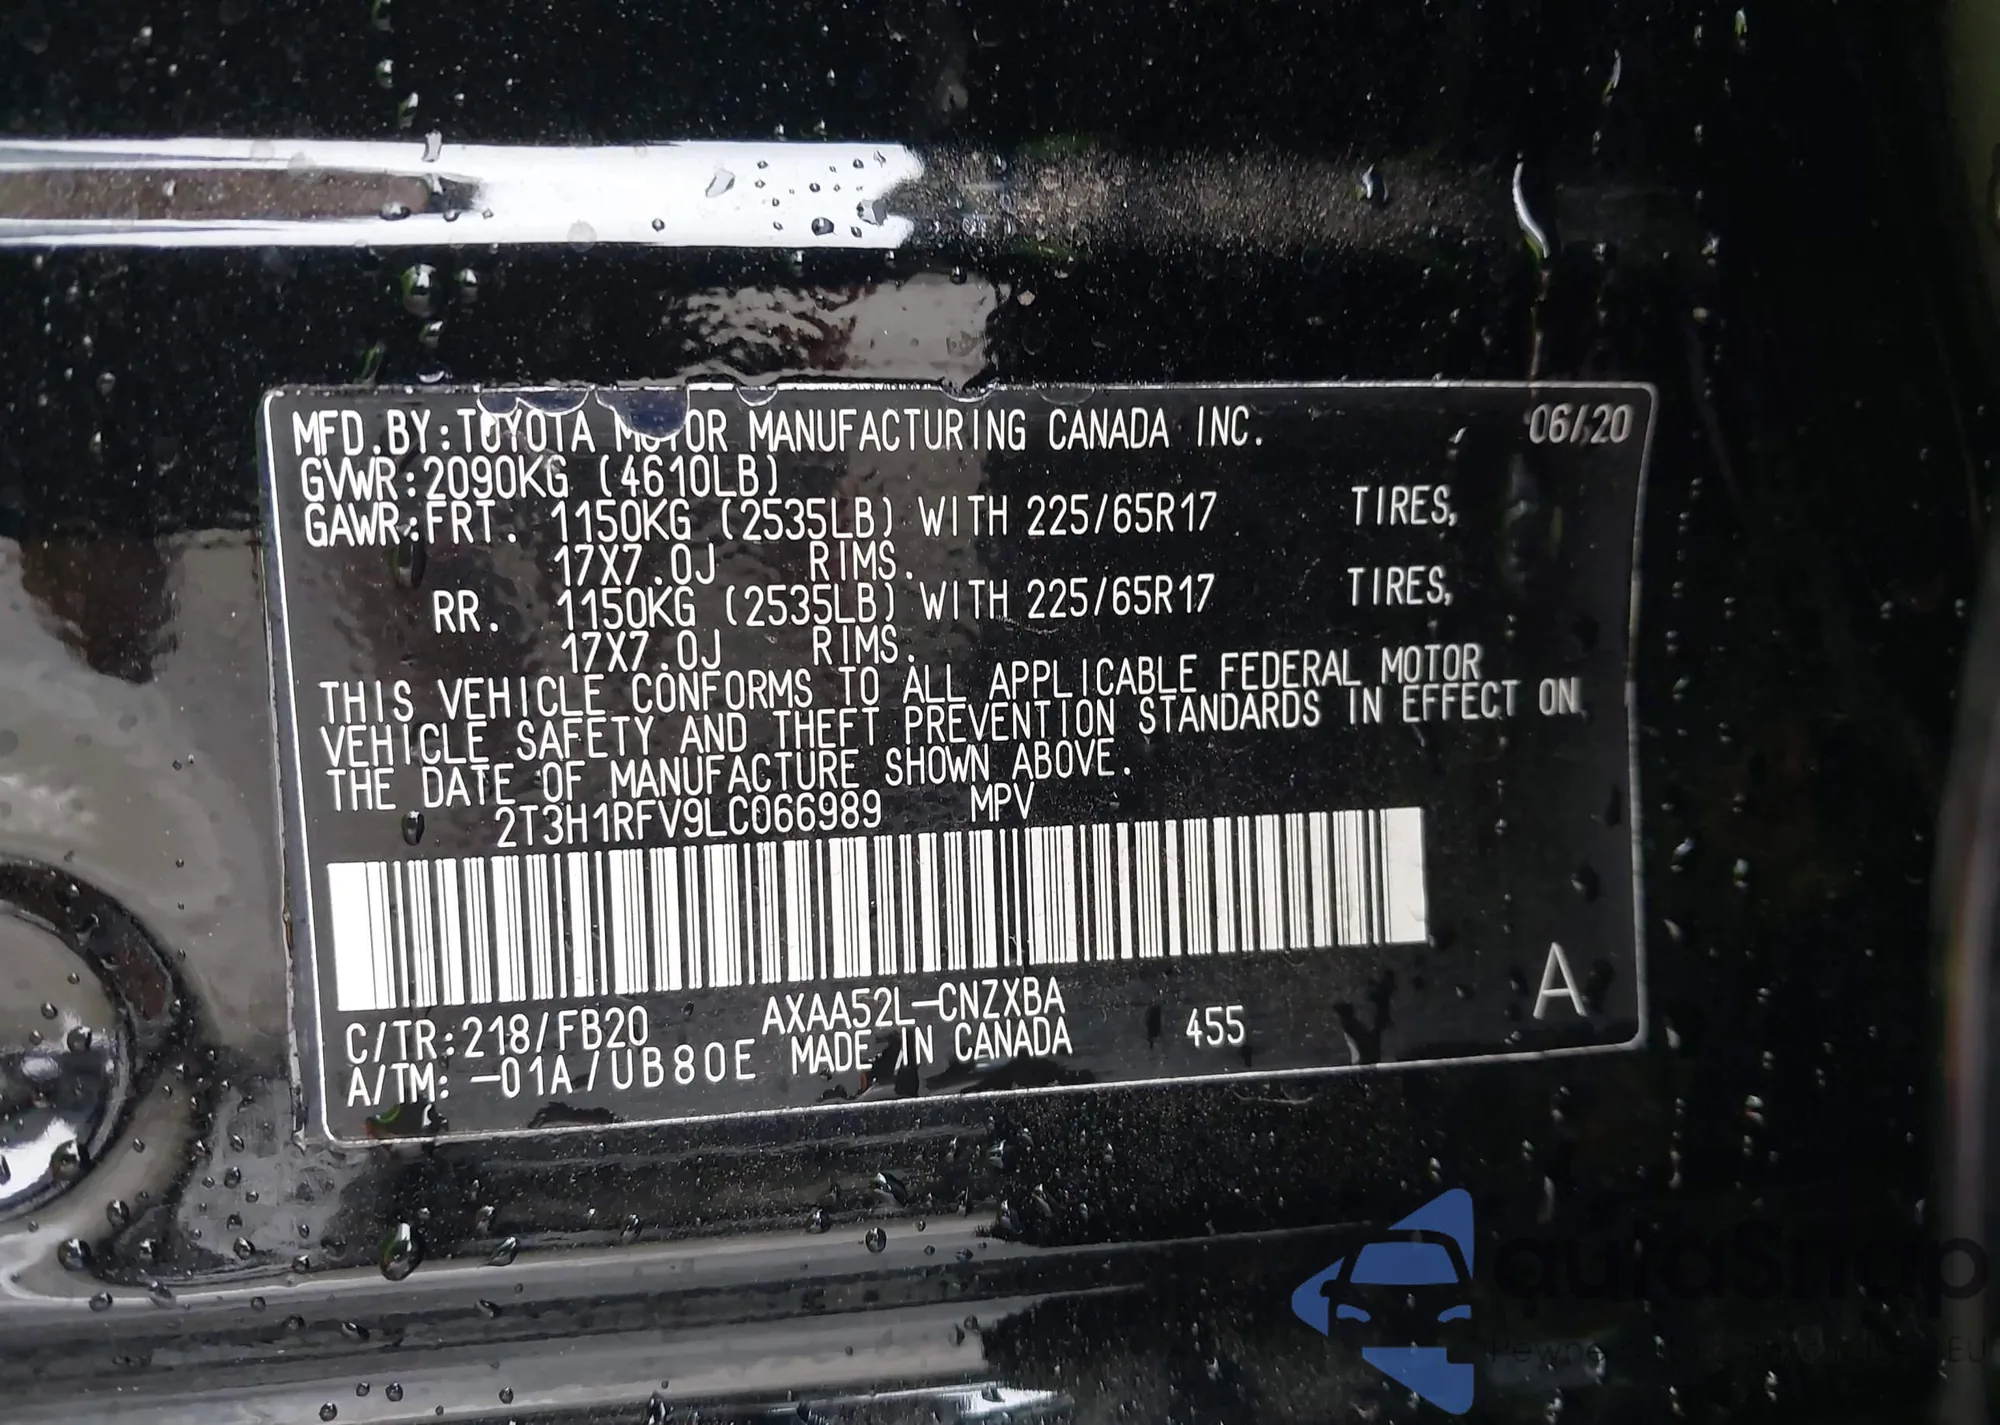 MFD.BY:TOYOTA MOTOR MANUFACTURING CANADA INC. 06/20
GVWR:2090KG (4610LB)
GAWR:FRT. 1150KG (2535LB) WITH 225/65R17 TIRES,
17X7.0J RIMS.
RR. 1150KG (2535LB) WITH 225/65R17 TIRES,
17X7.0J RIMS.
THIS VEHICLE CONFORMS TO ALL APPLICABLE FEDERAL MOTOR
VEHICLE SAFETY AND THEFT PREVENTION STANDARDS IN EFFECT ON
THE DATE OF MANUFACTURE SHOWN ABOVE.
2T3H1RFV9LC066989 MPV
C/TR:218/FB20 AXAA52L-CNZXBA 455 A
A/TM: -01A/UB80E MADE IN CANADA
autaSnap